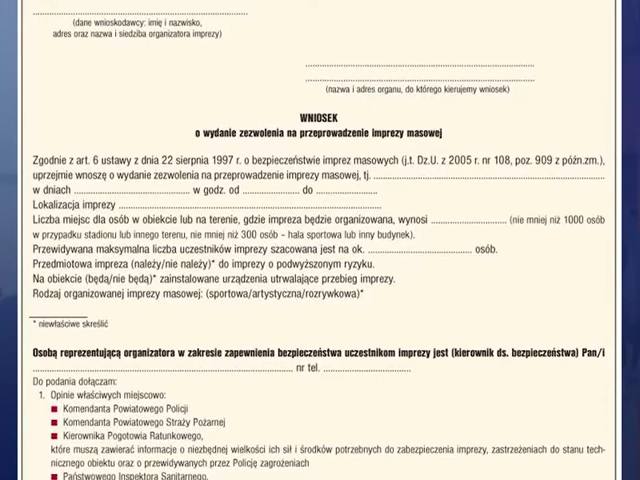 (dane wnioskodawcy: imię i nazwisko,
adres oraz nazwa i siedziba organizatora imprezy)
(nazwa i adres organu, do którego kierujemy wniosek)
WNIOSEK
o wydanie zezwolenia na przeprowadzenie imprezy masowej
Zgodnie z art. 6 ustawy z dnia 22 sierpnia 1997 r. o bezpieczeństwie imprez masowych (j.t. Dz.U. z 2005 r. nr 108, poz. 909 z późn.zm.),
uprzejmie wnoszę o wydanie zezwolenia na przeprowadzenie imprezy masowej, tj. ....................
w dniach .................... w godz. od .................... do ....................
Lokalizacja imprezy ....................
Liczba miejsc dla osób w obiekcie lub na terenie, gdzie impreza będzie organizowana, wynosi .................... (nie mniej niż 1000 osób
w przypadku stadionu lub innego terenu, nie mniej niż 300 osób – hala sportowa lub inny budynek).
Przewidywana maksymalna liczba uczestników imprezy szacowana jest na ok. .................... osób.
Przedmiotowa impreza (należy/nie należy)* do imprezy o podwyższonym ryzyku.
Na obiekcie (będą/nie będą)* zainstalowane urządzenia utrwalające przebieg imprezy.
Rodzaj organizowanej imprezy masowej: (sportowa/artystyczna/rozrywkowa)*
* niewłaściwe skreślić
Osobą reprezentującą organizatora w zakresie zapewnienia bezpieczeństwa uczestnikom imprezy jest (kierownik ds. bezpieczeństwa) Pan/i
.................... nr tel. ....................
Do podania dołączam:
1. Opinie właściwych miejscowo:
■ Komendanta Powiatowego Policji
■ Komendanta Powiatowego Straży Pożarnej
■ Kierownika Pogotowia Ratunkowego,
które muszą zawierać informacje o niezbędnej wielkości ich sił i środków potrzebnych do zabezpieczenia imprezy, zastrzeżeniach do stanu tech-
nicznego obiektu oraz o przewidywanych przez Policję zagrożeniach
■ Państwowego Inspektora Sanitarnego,